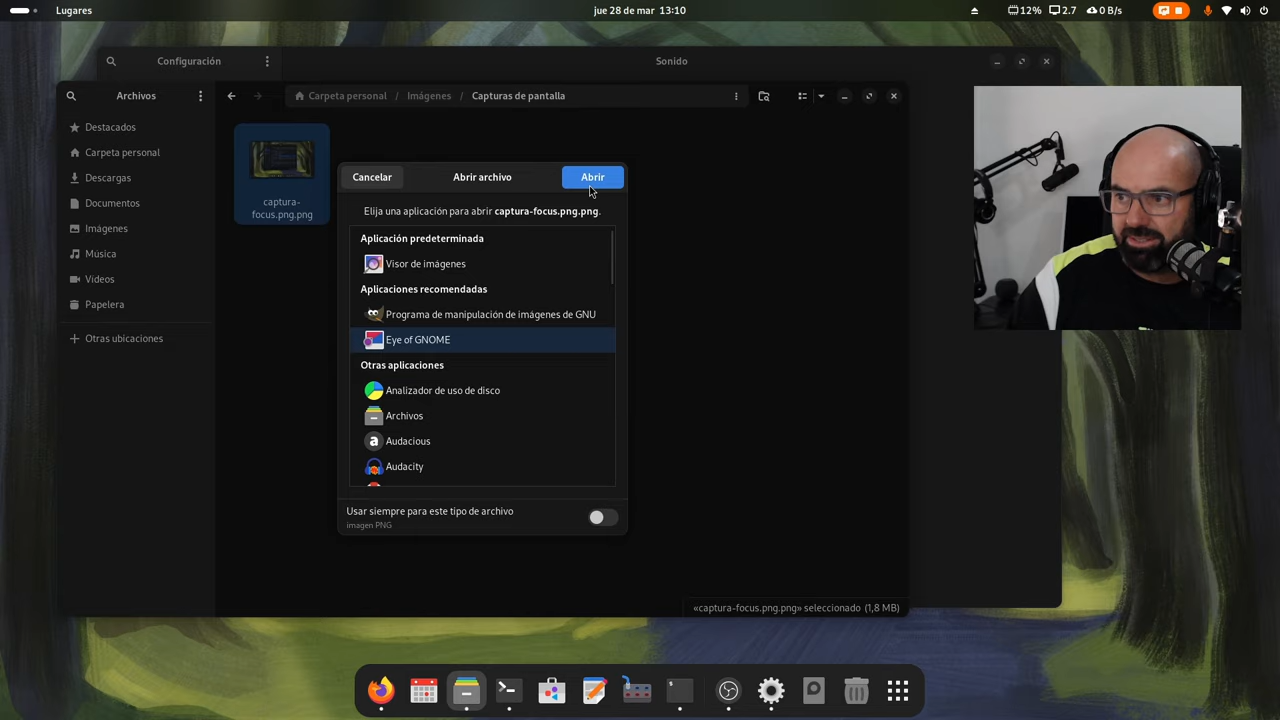 Lugares
jue 28 de mar 13:10
12%
2.7
0 B/s
Configuración
Sonido
Archivos
Carpeta personal / Imágenes / Capturas de pantalla
Destacados
Carpeta personal
Descargas
Documentos
Imágenes
Música
Vídeos
Papelera
Otras ubicaciones
captura-
focus.png.png
Cancelar
Abrir archivo
Abrir
Elija una aplicación para abrir captura-focus.png.png.
Aplicación predeterminada
Visor de imágenes
Aplicaciones recomendadas
Programa de manipulación de imágenes de GNU
Eye of GNOME
Otras aplicaciones
Analizador de uso de disco
Archivos
Audacious
Audacity
Usar siempre para este tipo de archivo
imagen PNG
«captura-focus.png.png» seleccionado (1,8 MB)